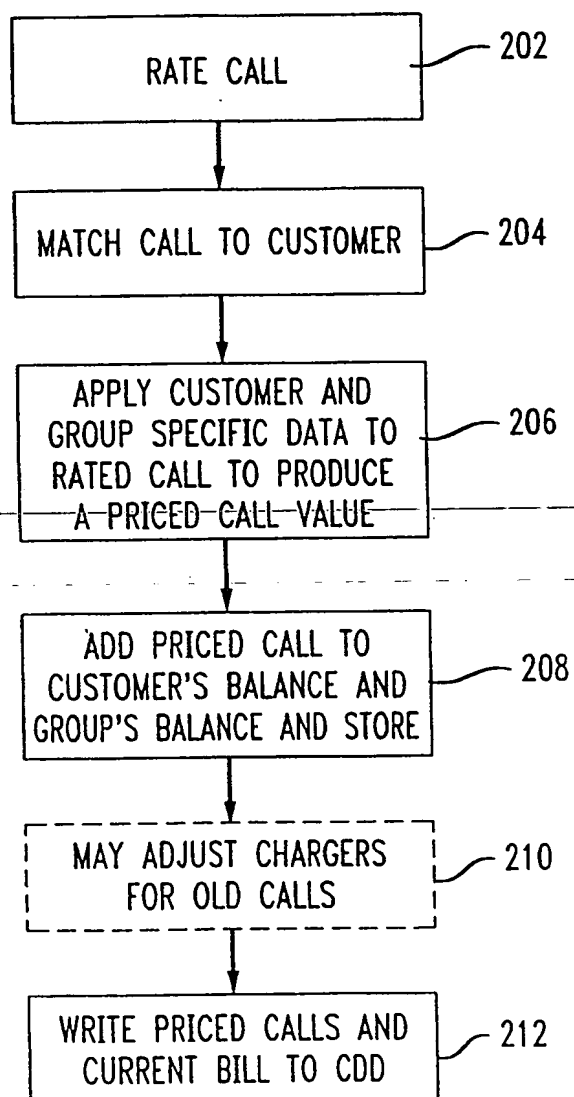 RATE CALL
202
MATCH CALL TO CUSTOMER
204
APPLY CUSTOMER AND
GROUP SPECIFIC DATA TO
RATED CALL TO PRODUCE
A PRICED CALL VALUE
206
ADD PRICED CALL TO
CUSTOMER'S BALANCE AND
GROUP'S BALANCE AND STORE
208
MAY ADJUST CHARGERS
FOR OLD CALLS
210
WRITE PRICED CALLS AND
CURRENT BILL TO CDD
212